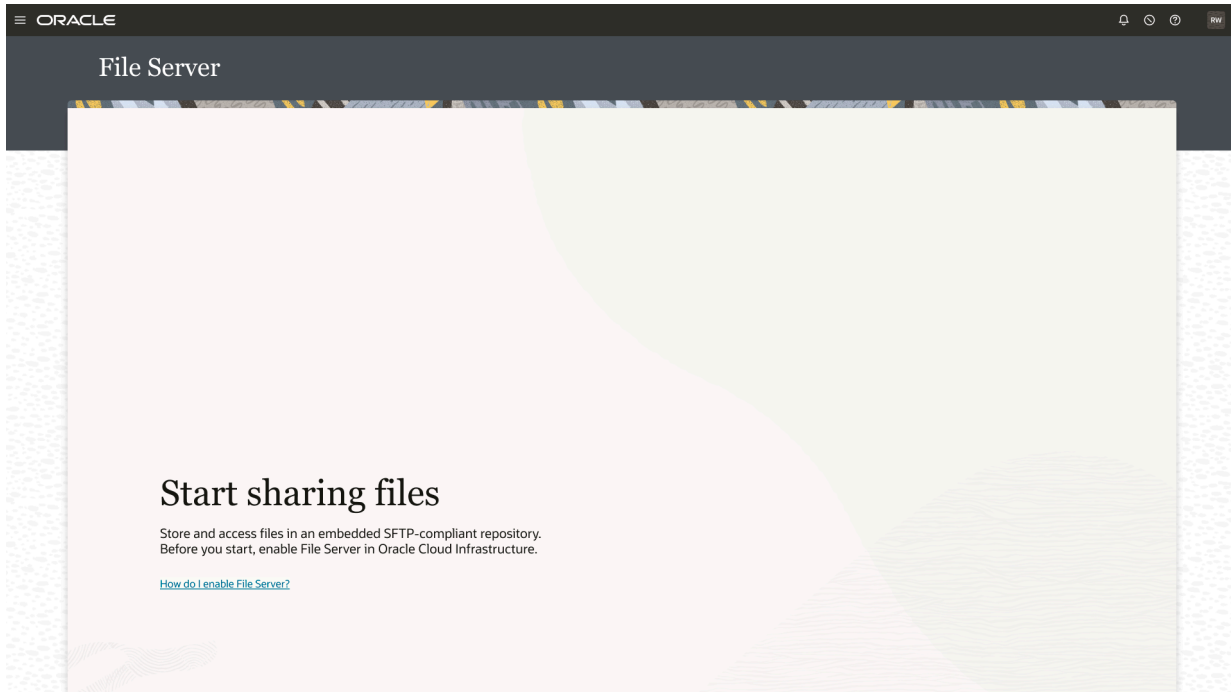 ORACLE
RW
File Server
Start sharing files
Store and access files in an embedded SFTP-compliant repository.
Before you start, enable File Server in Oracle Cloud Infrastructure.
How do I enable File Server?